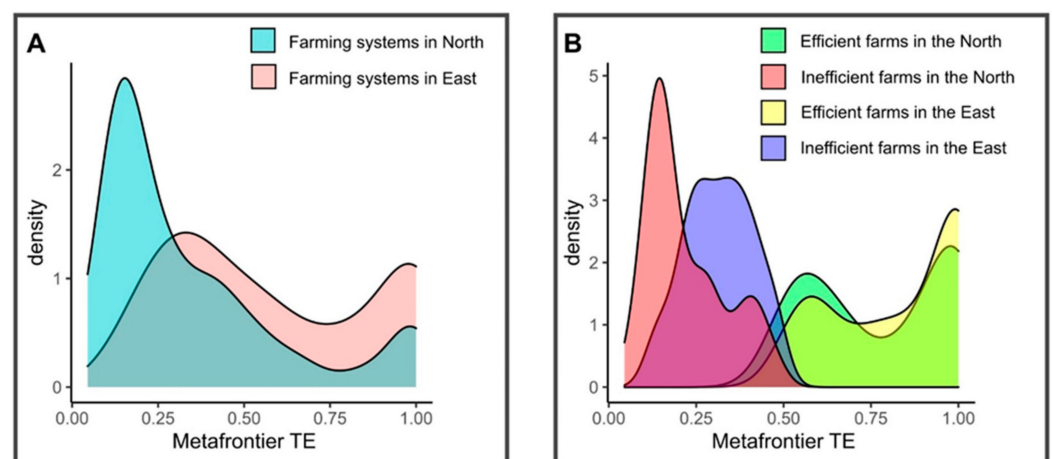 A
Farming systems in North
Farming systems in East
density
2
1
0
0.00 0.25 0.50 0.75 1.00
Metafrontier TE
B
Efficient farms in the North
Inefficient farms in the North
Efficient farms in the East
Inefficient farms in the East
density
5
4
3
2
1
0
0.00 0.25 0.50 0.75 1.00
Metafrontier TE